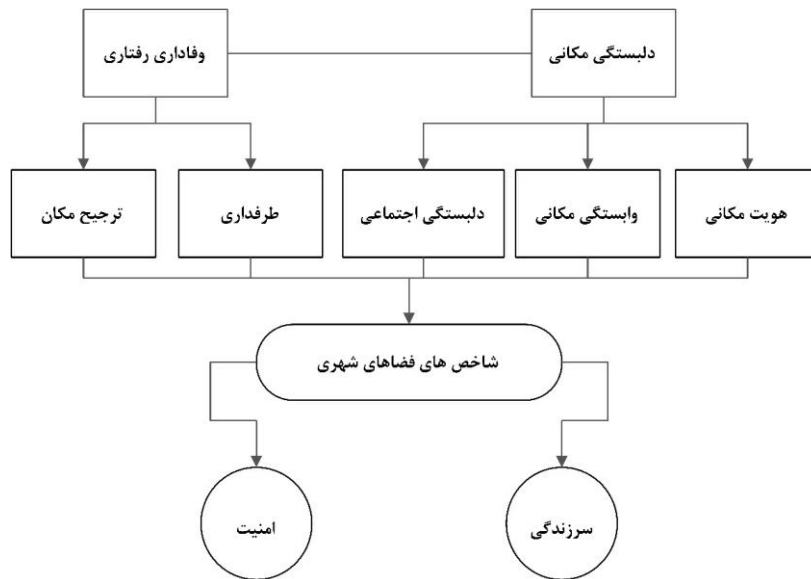 دلبستگی مکانی
وفاداری رفتاری
هویت مکانی
وابستگی مکانی
دلبستگی اجتماعی
طرفداری
ترجیح مکان
شاخص های فضاهای شهری
سرزندگی
امنیت